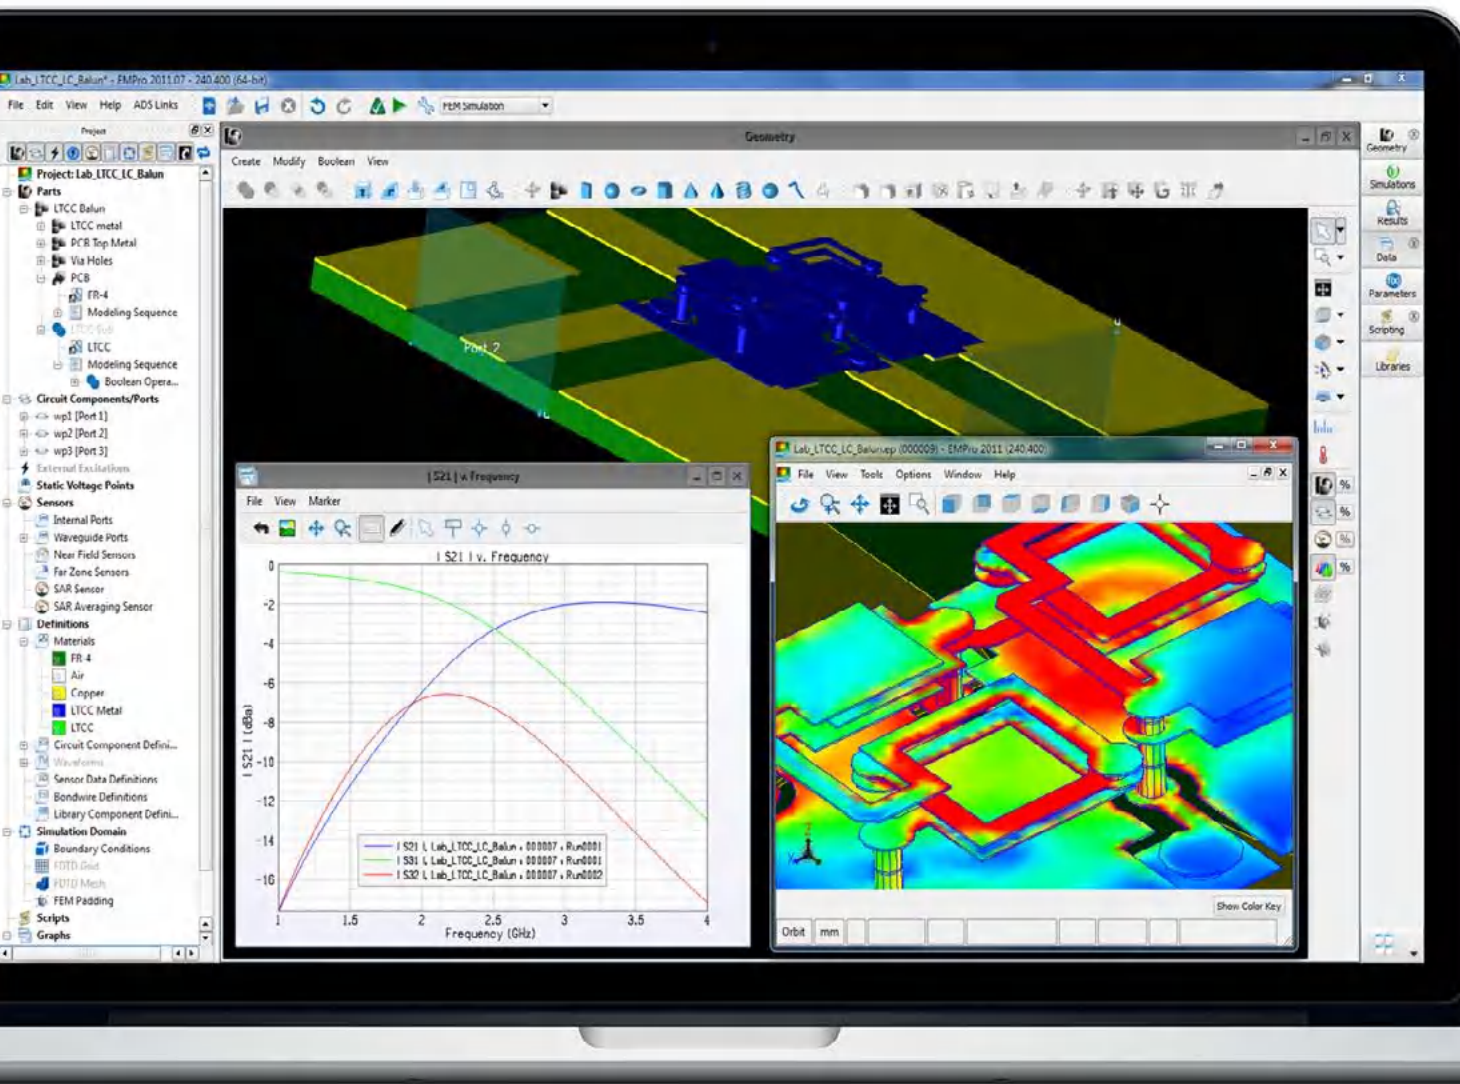 Lab_LTCC_LC_Balun* - EMPro 2011.07 - 240.400 (64-bit)
File Edit View Help ADS Links
FEM Simulation
Project
Project: Lab_LTCC_LC_Balun
Parts
LTCC Balun
LTCC metal
PCB Top Metal
Via Holes
PCB
FR-4
Modeling Sequence
LTCC
Modeling Sequence
Boolean Opera...
Circuit Components/Ports
wp1 [Port 1]
wp2 [Port 2]
wp3 [Port 3]
External Excitations
Static Voltage Points
Sensors
Internal Ports
Waveguide Ports
Near Field Sensors
Far Zone Sensors
SAR Sensor
SAR Averaging Sensor
Definitions
Materials
FR-4
Air
Copper
LTCC Metal
LTCC
Circuit Component Defini...
Waveforms
Sensor Data Definitions
Bondwire Definitions
Library Component Defini...
Simulation Domain
Boundary Conditions
FDTD Grid
FDTD Mesh
FEM Padding
Scripts
Graphs
Geometry
Create Modify Boolean View
Port 2
Geometry
Simulations
Results
Data
Parameters
Scripting
Libraries
%
%
%
%
| S21 | v. Frequency
File View Marker
| S21 | v. Frequency
| S21 | (dBa)
0
-2
-4
-6
-8
-10
-12
-14
-16
| S21 |, Lab_LTCC_LC_Balun : 000007 : Run0001
| S31 |, Lab_LTCC_LC_Balun : 000007 : Run0001
| S32 |, Lab_LTCC_LC_Balun : 000007 : Run0002
1 1.5 2 2.5 3 3.5 4
Frequency (GHz)
Lab_LTCC_LC_Balun.ep (000009) - EMPro 2011 (240.400)
File View Tools Options Window Help
Show Color Key
Orbit mm